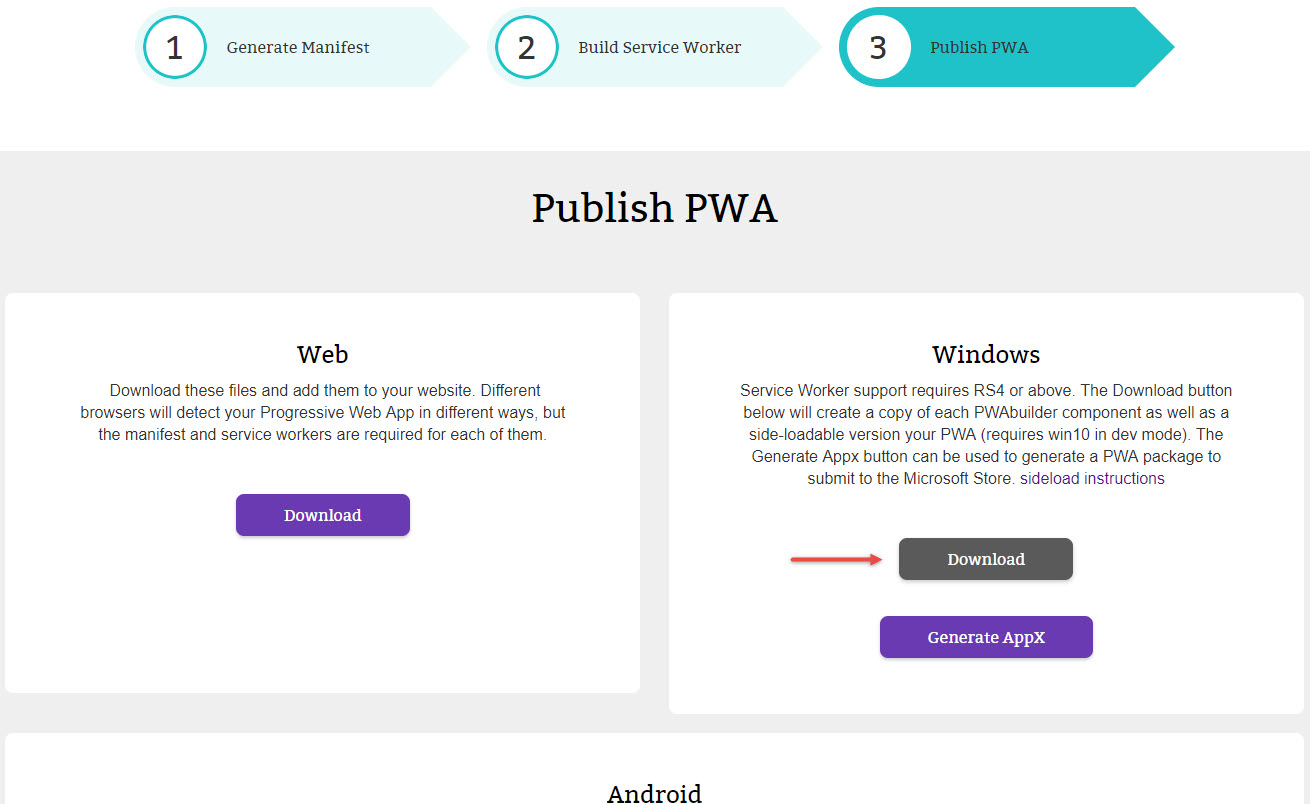 1 Generate Manifest
2 Build Service Worker
3 Publish PWA
Publish PWA
Web
Download these files and add them to your website. Different
browsers will detect your Progressive Web App in different ways, but
the manifest and service workers are required for each of them.
Download
Windows
Service Worker support requires RS4 or above. The Download button
below will create a copy of each PWAbuilder component as well as a
side-loadable version your PWA (requires win10 in dev mode). The
Generate Appx button can be used to generate a PWA package to
submit to the Microsoft Store. sideload instructions
Download
Generate AppX
Android